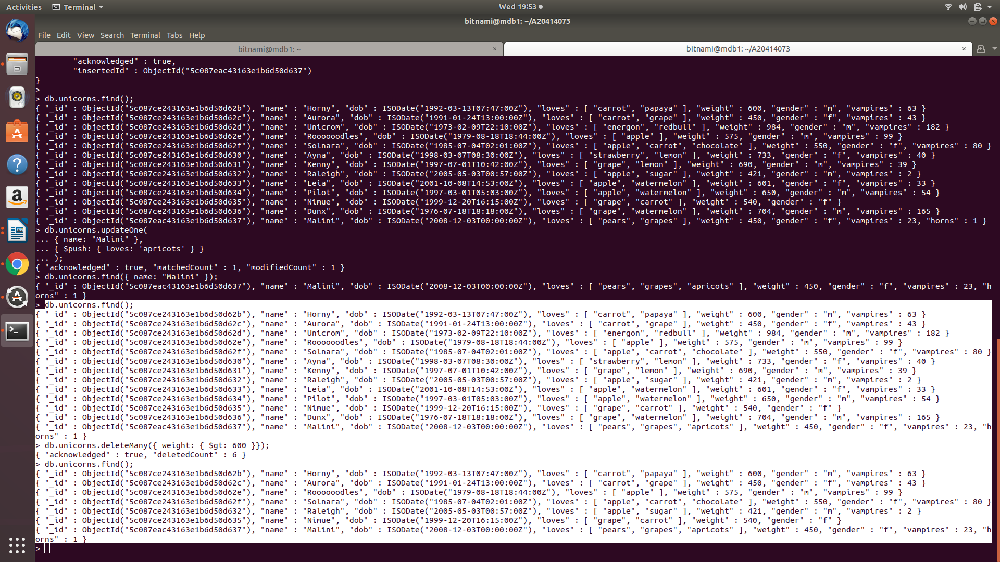 Activities Terminal Wed 19:53
bitnami@mdb1: ~/A20414073
File Edit View Search Terminal Tabs Help
bitnami@mdb1: ~ × bitnami@mdb1: ~/A20414073 ×
"acknowledged" : true,
"insertedId" : ObjectId("5c087eac43163e1b6d50d637")
}
>
> db.unicorns.find();
{ "_id" : ObjectId("5c087ce243163e1b6d50d62b"), "name" : "Horny", "dob" : ISODate("1992-03-13T07:47:00Z"), "loves" : [ "carrot", "papaya" ], "weight" : 600, "gender" : "m", "vampires" : 63 }
{ "_id" : ObjectId("5c087ce243163e1b6d50d62c"), "name" : "Aurora", "dob" : ISODate("1991-01-24T13:00:00Z"), "loves" : [ "carrot", "grape" ], "weight" : 450, "gender" : "f", "vampires" : 43 }
{ "_id" : ObjectId("5c087ce243163e1b6d50d62d"), "name" : "Unicrom", "dob" : ISODate("1973-02-09T22:10:00Z"), "loves" : [ "energon", "redbull" ], "weight" : 984, "gender" : "m", "vampires" : 182 }
{ "_id" : ObjectId("5c087ce243163e1b6d50d62e"), "name" : "Roooooodles", "dob" : ISODate("1979-08-18T18:44:00Z"), "loves" : [ "apple" ], "weight" : 575, "gender" : "m", "vampires" : 99 }
{ "_id" : ObjectId("5c087ce243163e1b6d50d62f"), "name" : "Solnara", "dob" : ISODate("1985-07-04T02:01:00Z"), "loves" : [ "apple", "carrot", "chocolate" ], "weight" : 550, "gender" : "f", "vampires" : 80 }
{ "_id" : ObjectId("5c087ce243163e1b6d50d630"), "name" : "Ayna", "dob" : ISODate("1998-03-07T08:30:00Z"), "loves" : [ "strawberry", "lemon" ], "weight" : 733, "gender" : "f", "vampires" : 40 }
{ "_id" : ObjectId("5c087ce243163e1b6d50d631"), "name" : "Kenny", "dob" : ISODate("1997-07-01T10:42:00Z"), "loves" : [ "grape", "lemon" ], "weight" : 690, "gender" : "m", "vampires" : 39 }
{ "_id" : ObjectId("5c087ce243163e1b6d50d632"), "name" : "Raleigh", "dob" : ISODate("2005-05-03T00:57:00Z"), "loves" : [ "apple", "sugar" ], "weight" : 421, "gender" : "m", "vampires" : 2 }
{ "_id" : ObjectId("5c087ce243163e1b6d50d633"), "name" : "Leia", "dob" : ISODate("2001-10-08T14:53:00Z"), "loves" : [ "apple", "watermelon" ], "weight" : 601, "gender" : "f", "vampires" : 33 }
{ "_id" : ObjectId("5c087ce243163e1b6d50d634"), "name" : "Pilot", "dob" : ISODate("1997-03-01T05:03:00Z"), "loves" : [ "apple", "watermelon" ], "weight" : 650, "gender" : "m", "vampires" : 54 }
{ "_id" : ObjectId("5c087ce243163e1b6d50d635"), "name" : "Nimue", "dob" : ISODate("1999-12-20T16:15:00Z"), "loves" : [ "grape", "carrot" ], "weight" : 540, "gender" : "f" }
{ "_id" : ObjectId("5c087ce243163e1b6d50d636"), "name" : "Dunx", "dob" : ISODate("1976-07-18T18:18:00Z"), "loves" : [ "grape", "watermelon" ], "weight" : 704, "gender" : "m", "vampires" : 165 }
{ "_id" : ObjectId("5c087eac43163e1b6d50d637"), "name" : "Malini", "dob" : ISODate("2008-12-03T00:00:00Z"), "loves" : [ "pears", "grapes" ], "weight" : 450, "gender" : "f", "vampires" : 23, "horns" : 1 }
> db.unicorns.updateOne(
... { name: "Malini" },
... { $push: { loves: 'apricots' } }
... );
{ "acknowledged" : true, "matchedCount" : 1, "modifiedCount" : 1 }
> db.unicorns.find({ name: "Malini" });
{ "_id" : ObjectId("5c087eac43163e1b6d50d637"), "name" : "Malini", "dob" : ISODate("2008-12-03T00:00:00Z"), "loves" : [ "pears", "grapes", "apricots" ], "weight" : 450, "gender" : "f", "vampires" : 23, "h
orns" : 1 }
> db.unicorns.find();
{ "_id" : ObjectId("5c087ce243163e1b6d50d62b"), "name" : "Horny", "dob" : ISODate("1992-03-13T07:47:00Z"), "loves" : [ "carrot", "papaya" ], "weight" : 600, "gender" : "m", "vampires" : 63 }
{ "_id" : ObjectId("5c087ce243163e1b6d50d62c"), "name" : "Aurora", "dob" : ISODate("1991-01-24T13:00:00Z"), "loves" : [ "carrot", "grape" ], "weight" : 450, "gender" : "f", "vampires" : 43 }
{ "_id" : ObjectId("5c087ce243163e1b6d50d62d"), "name" : "Unicrom", "dob" : ISODate("1973-02-09T22:10:00Z"), "loves" : [ "energon", "redbull" ], "weight" : 984, "gender" : "m", "vampires" : 182 }
{ "_id" : ObjectId("5c087ce243163e1b6d50d62e"), "name" : "Roooooodles", "dob" : ISODate("1979-08-18T18:44:00Z"), "loves" : [ "apple" ], "weight" : 575, "gender" : "m", "vampires" : 99 }
{ "_id" : ObjectId("5c087ce243163e1b6d50d62f"), "name" : "Solnara", "dob" : ISODate("1985-07-04T02:01:00Z"), "loves" : [ "apple", "carrot", "chocolate" ], "weight" : 550, "gender" : "f", "vampires" : 80 }
{ "_id" : ObjectId("5c087ce243163e1b6d50d630"), "name" : "Ayna", "dob" : ISODate("1998-03-07T08:30:00Z"), "loves" : [ "strawberry", "lemon" ], "weight" : 733, "gender" : "f", "vampires" : 40 }
{ "_id" : ObjectId("5c087ce243163e1b6d50d631"), "name" : "Kenny", "dob" : ISODate("1997-07-01T10:42:00Z"), "loves" : [ "grape", "lemon" ], "weight" : 690, "gender" : "m", "vampires" : 39 }
{ "_id" : ObjectId("5c087ce243163e1b6d50d632"), "name" : "Raleigh", "dob" : ISODate("2005-05-03T00:57:00Z"), "loves" : [ "apple", "sugar" ], "weight" : 421, "gender" : "m", "vampires" : 2 }
{ "_id" : ObjectId("5c087ce243163e1b6d50d633"), "name" : "Leia", "dob" : ISODate("2001-10-08T14:53:00Z"), "loves" : [ "apple", "watermelon" ], "weight" : 601, "gender" : "f", "vampires" : 33 }
{ "_id" : ObjectId("5c087ce243163e1b6d50d634"), "name" : "Pilot", "dob" : ISODate("1997-03-01T05:03:00Z"), "loves" : [ "apple", "watermelon" ], "weight" : 650, "gender" : "m", "vampires" : 54 }
{ "_id" : ObjectId("5c087ce243163e1b6d50d635"), "name" : "Nimue", "dob" : ISODate("1999-12-20T16:15:00Z"), "loves" : [ "grape", "carrot" ], "weight" : 540, "gender" : "f" }
{ "_id" : ObjectId("5c087ce243163e1b6d50d636"), "name" : "Dunx", "dob" : ISODate("1976-07-18T18:18:00Z"), "loves" : [ "grape", "watermelon" ], "weight" : 704, "gender" : "m", "vampires" : 165 }
{ "_id" : ObjectId("5c087eac43163e1b6d50d637"), "name" : "Malini", "dob" : ISODate("2008-12-03T00:00:00Z"), "loves" : [ "pears", "grapes", "apricots" ], "weight" : 450, "gender" : "f", "vampires" : 23, "h
orns" : 1 }
> db.unicorns.deleteMany({ weight: { $gt: 600 }});
{ "acknowledged" : true, "deletedCount" : 6 }
> db.unicorns.find();
{ "_id" : ObjectId("5c087ce243163e1b6d50d62b"), "name" : "Horny", "dob" : ISODate("1992-03-13T07:47:00Z"), "loves" : [ "carrot", "papaya" ], "weight" : 600, "gender" : "m", "vampires" : 63 }
{ "_id" : ObjectId("5c087ce243163e1b6d50d62c"), "name" : "Aurora", "dob" : ISODate("1991-01-24T13:00:00Z"), "loves" : [ "carrot", "grape" ], "weight" : 450, "gender" : "f", "vampires" : 43 }
{ "_id" : ObjectId("5c087ce243163e1b6d50d62e"), "name" : "Roooooodles", "dob" : ISODate("1979-08-18T18:44:00Z"), "loves" : [ "apple" ], "weight" : 575, "gender" : "m", "vampires" : 99 }
{ "_id" : ObjectId("5c087ce243163e1b6d50d62f"), "name" : "Solnara", "dob" : ISODate("1985-07-04T02:01:00Z"), "loves" : [ "apple", "carrot", "chocolate" ], "weight" : 550, "gender" : "f", "vampires" : 80 }
{ "_id" : ObjectId("5c087ce243163e1b6d50d632"), "name" : "Raleigh", "dob" : ISODate("2005-05-03T00:57:00Z"), "loves" : [ "apple", "sugar" ], "weight" : 421, "gender" : "m", "vampires" : 2 }
{ "_id" : ObjectId("5c087ce243163e1b6d50d635"), "name" : "Nimue", "dob" : ISODate("1999-12-20T16:15:00Z"), "loves" : [ "grape", "carrot" ], "weight" : 540, "gender" : "f" }
{ "_id" : ObjectId("5c087eac43163e1b6d50d637"), "name" : "Malini", "dob" : ISODate("2008-12-03T00:00:00Z"), "loves" : [ "pears", "grapes", "apricots" ], "weight" : 450, "gender" : "f", "vampires" : 23, "h
orns" : 1 }
>